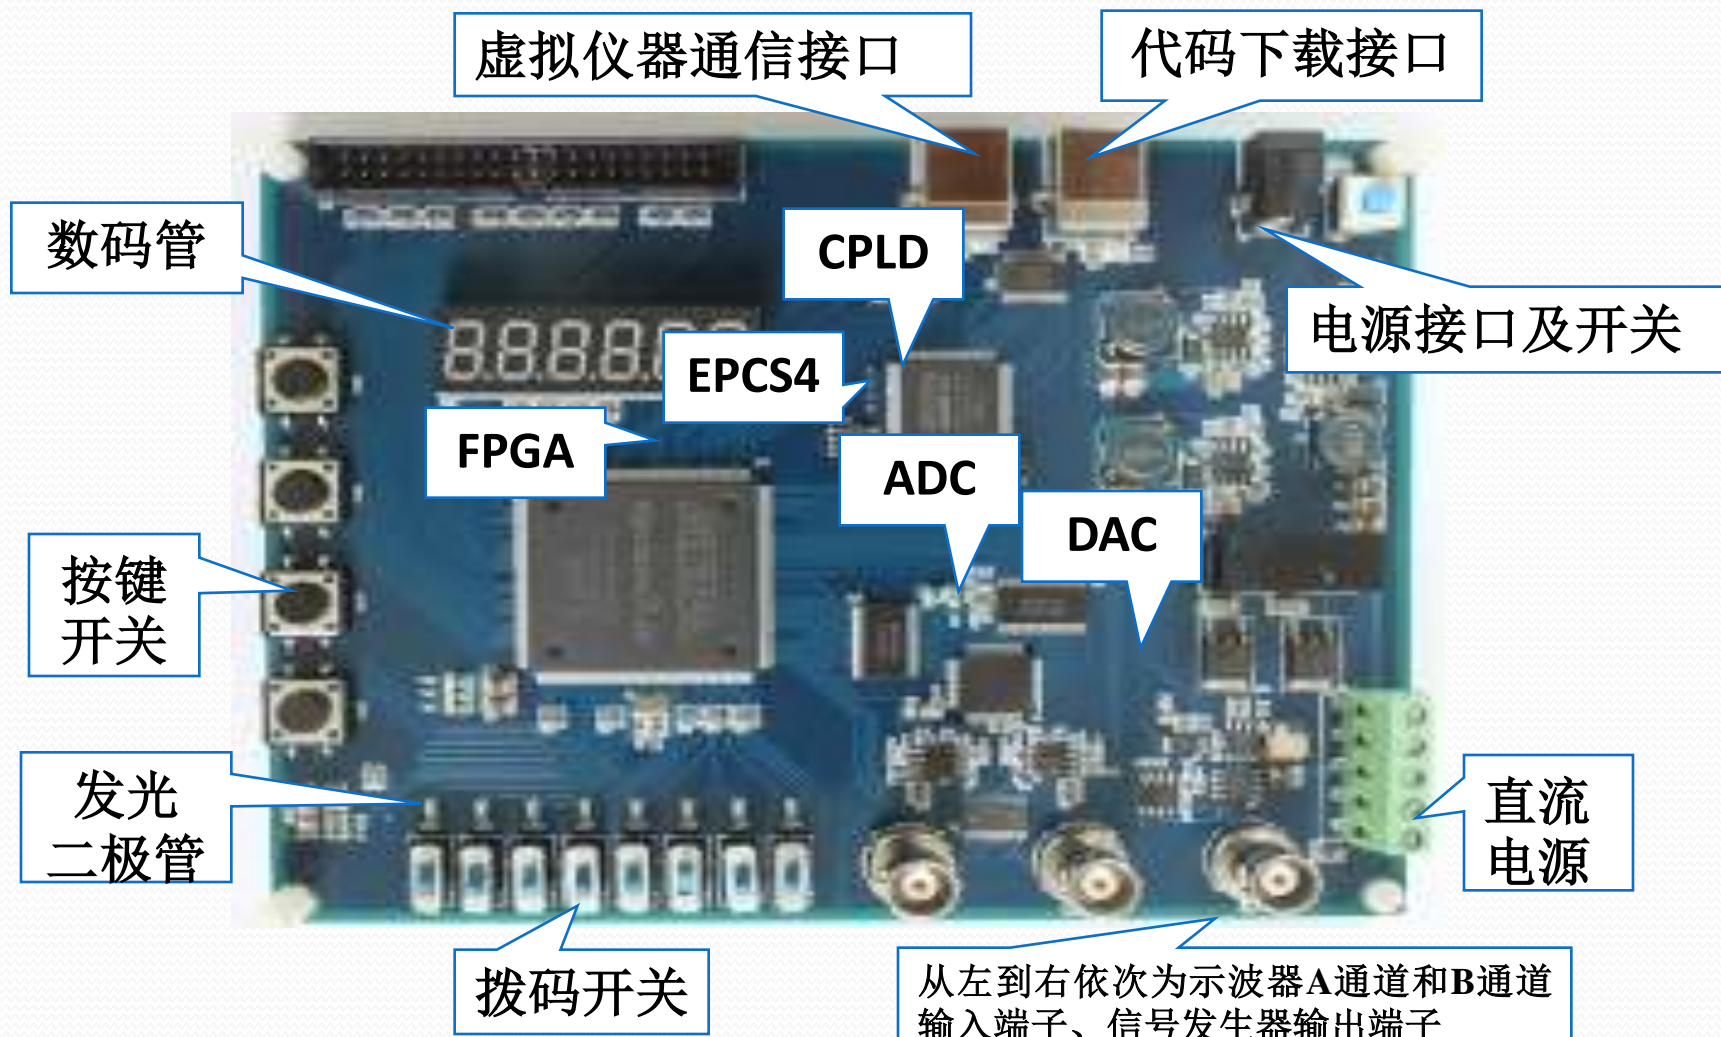 虚拟仪器通信接口
代码下载接口
数码管
CPLD
电源接口及开关
EPCS4
FPGA
ADC
DAC
按键
开关
发光
二极管
直流
电源
拨码开关
从左到右依次为示波器A通道和B通道
输入端子、信号发生器输出端子